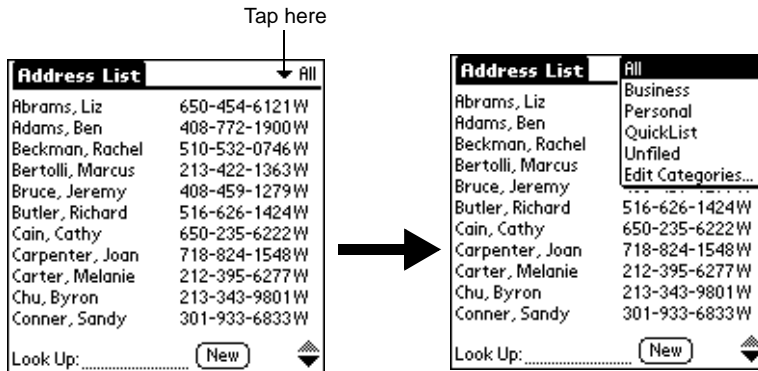 Tap here
Address List All
Abrams, Liz 650-454-6121W
Adams, Ben 408-772-1900W
Beckman, Rachel 510-532-0746W
Bertolli, Marcus 213-422-1363W
Bruce, Jeremy 408-459-1279W
Butler, Richard 516-626-1424W
Cain, Cathy 650-235-6222W
Carpenter, Joan 718-824-1548W
Carter, Melanie 212-395-6277W
Chu, Byron 213-343-9801W
Conner, Sandy 301-933-6833W
Look Up: New
Address List
All
Business
Personal
QuickList
Unfiled
Edit Categories...
Abrams, Liz
Adams, Ben
Beckman, Rachel
Bertolli, Marcus
Bruce, Jeremy
Butler, Richard 516-626-1424W
Cain, Cathy 650-235-6222W
Carpenter, Joan 718-824-1548W
Carter, Melanie 212-395-6277W
Chu, Byron 213-343-9801W
Conner, Sandy 301-933-6833W
Look Up: New